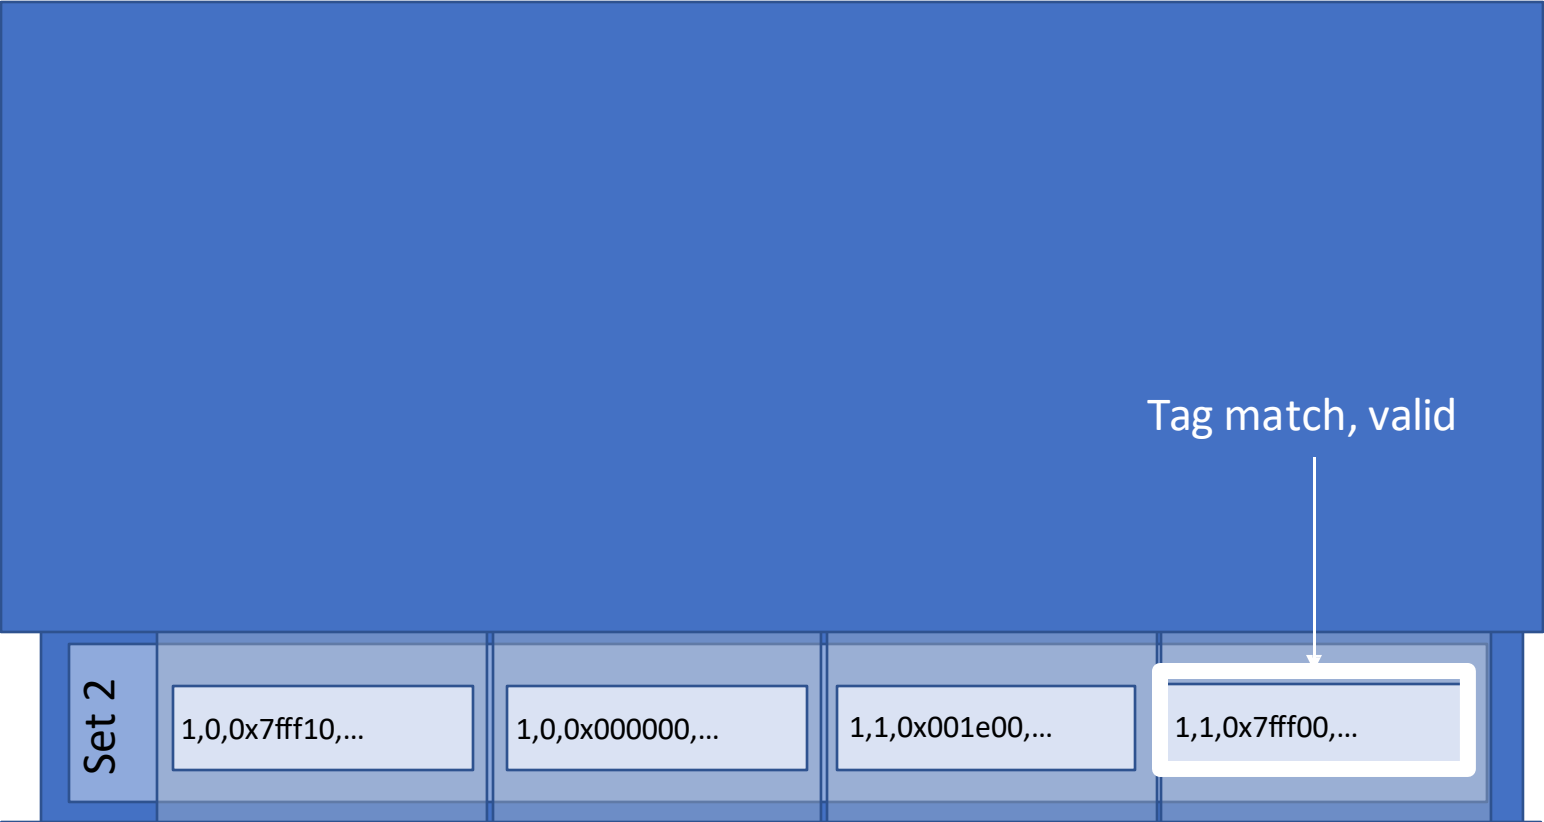 Tag match, valid
Set 2
1,0,0x7fff10,...
1,0,0x000000,...
1,1,0x001e00,...
1,1,0x7fff00,...